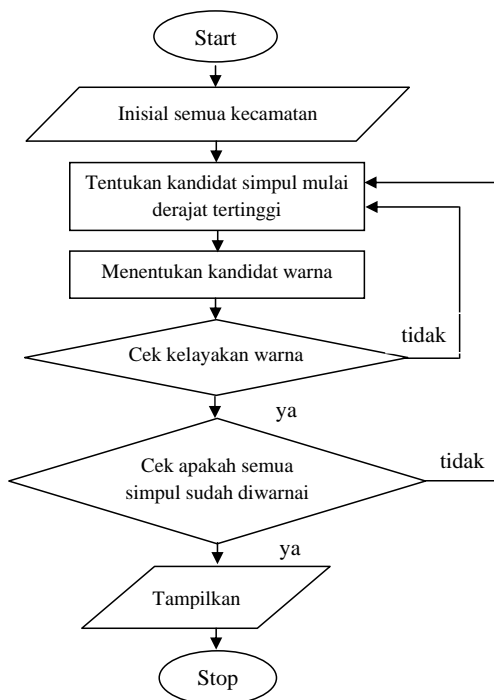 Start
Inisial semua kecamatan
Tentukan kandidat simpul mulai
derajat tertinggi
Menentukan kandidat warna
tidak
Cek kelayakan warna
ya
tidak
Cek apakah semua
simpul sudah diwarnai
ya
Tampilkan
Stop